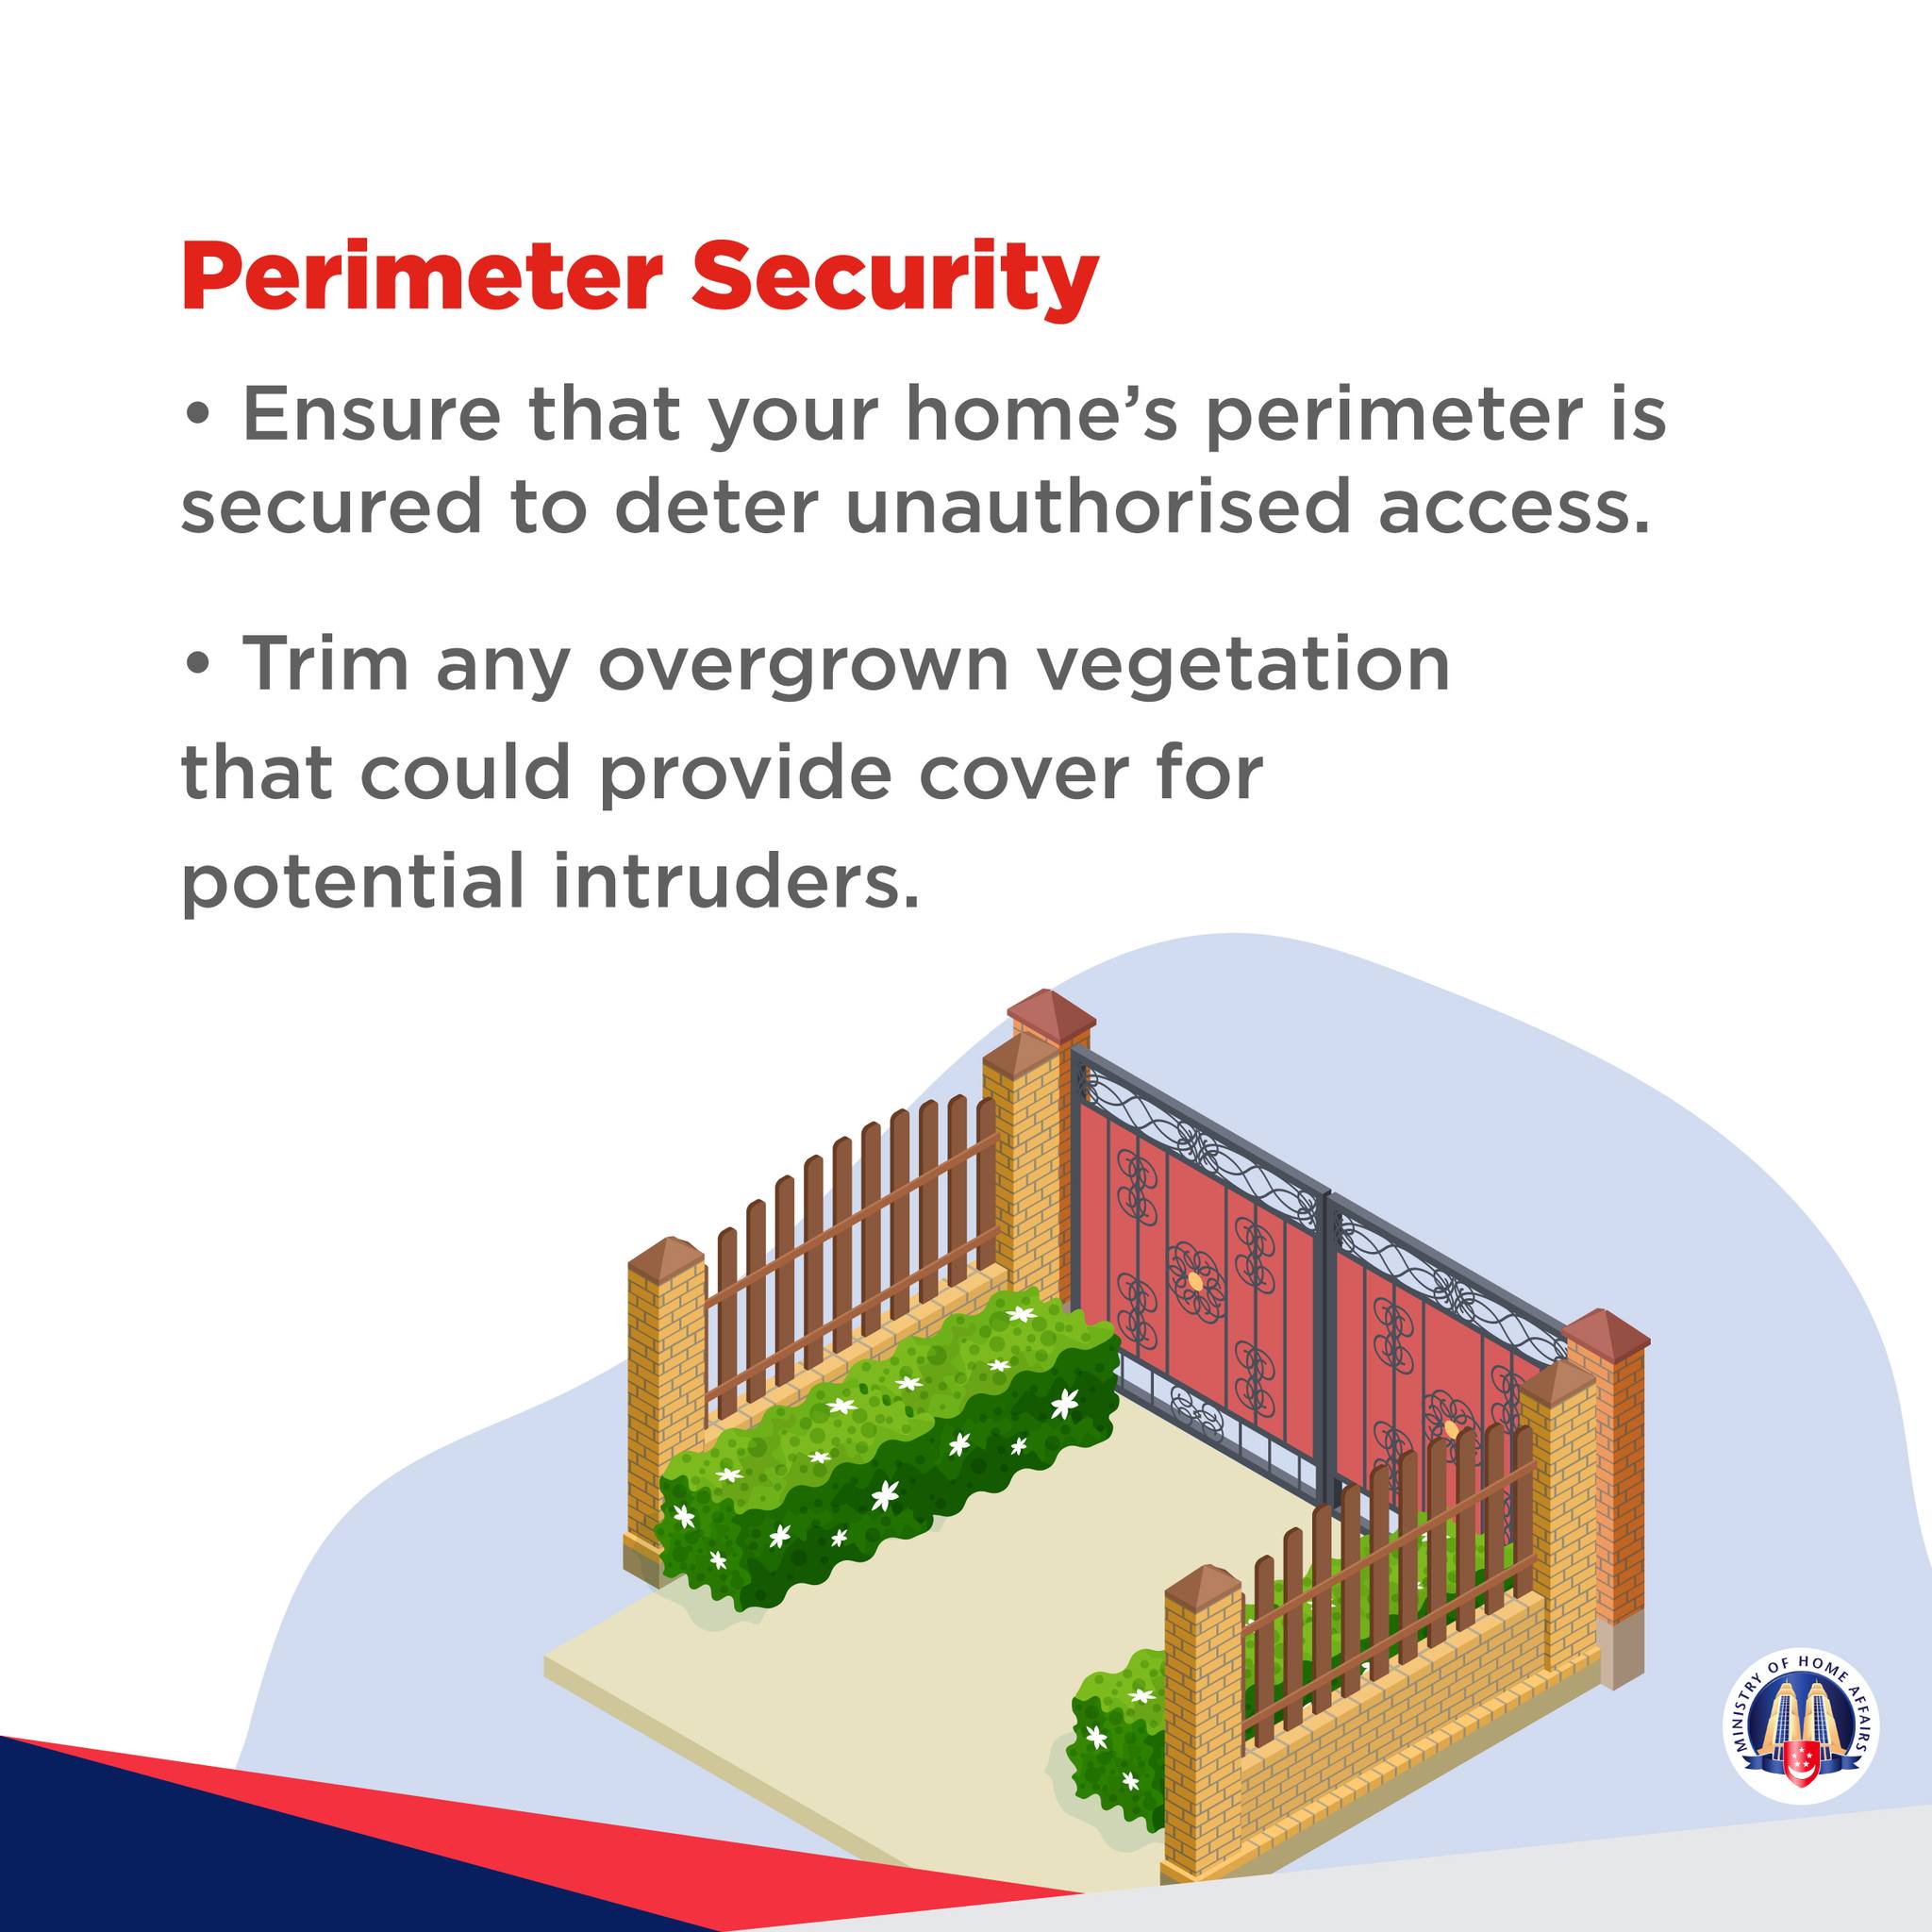 Perimeter Security
• Ensure that your home’s perimeter is
secured to deter unauthorised access.
• Trim any overgrown vegetation
that could provide cover for
potential intruders.
MINISTRY OF HOME AFFAIRS